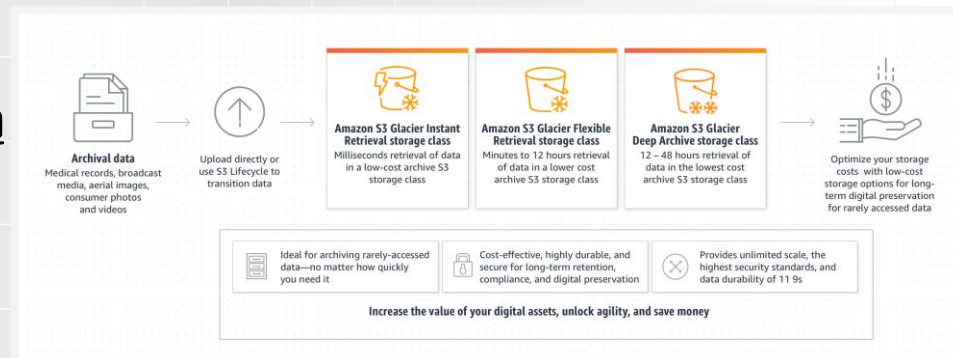 Archival data
Medical records, broadcast
media, aerial images,
consumer photos
and videos
Upload directly or
use S3 Lifecycle to
transition data
Amazon S3 Glacier Instant
Retrieval storage class
Milliseconds retrieval of data
in a low-cost archive S3
storage class
Amazon S3 Glacier Flexible
Retrieval storage class
Minutes to 12 hours retrieval
of data in a lower cost
archive S3 storage class
Amazon S3 Glacier
Deep Archive storage class
12 – 48 hours retrieval of
data in the lowest cost
archive S3 storage class
$
Optimize your storage
costs with low-cost
storage options for long-
term digital preservation
for rarely accessed data
Ideal for archiving rarely-accessed
data—no matter how quickly
you need it
Cost-effective, highly durable, and
secure for long-term retention,
compliance, and digital preservation
Provides unlimited scale, the
highest security standards, and
data durability of 11 9s
Increase the value of your digital assets, unlock agility, and save money